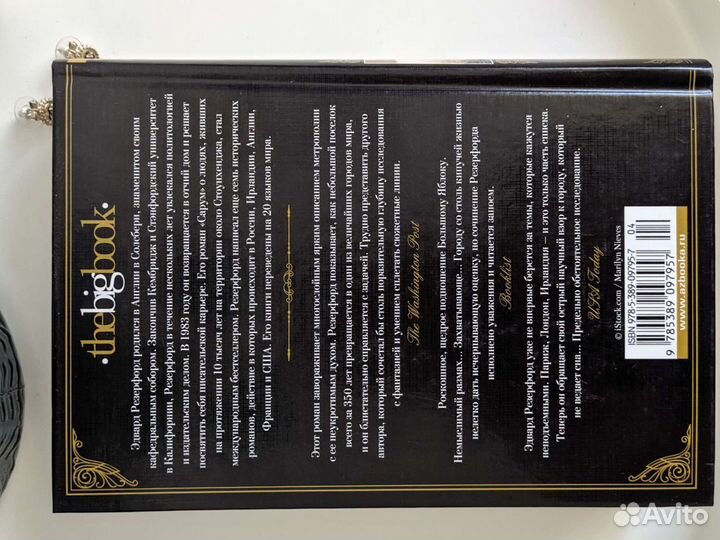 ·thebigbook·
Эдвард Резерфорд родился в Англии в Солсбери, знаменитом своим
кафедральным собором. Закончив Кембридж и Стэнфордский университет
в Калифорнии, Резерфорд в течение нескольких лет увлекался политологией
и издательским делом. В 1983 году он возвращается в отчий дом и решает
посвятить себя писательской карьере. Его роман «Сарум» о людях, живших
на протяжении 10 тысяч лет на территории около Стоунхенджа, стал
международным бестселлером. Резерфорд написал еще семь исторических
романов, действие в которых происходит в России, Ирландии, Англии,
Франции и США. Его книги переведены на 20 языков мира.
Этот роман завораживает многослойным ярким описанием метрополии
с ее неукротимым духом. Резерфорд показывает, как небольшой поселок
всего за 350 лет превращается в один из величайших городов мира,
и он блистательно справляется с задачей. Трудно представить другого
автора, который сочетал бы столь поразительную глубину исследования
с фантазией и умением сплетать сюжетные линии.
The Washington Post
Роскошное, щедрое подношение Большому Яблоку.
Немыслимый размах... Захватывающе... Городу со столь кипучей жизнью
нелегко дать исчерпывающую оценку, но сочинение Резерфорда
исполнено уважения и читается запоем.
Booklist
Эдвард Резерфорд уже не впервые берется за темы, которые кажутся
неподъемными. Париж, Лондон, Ирландия — и это только часть списка.
Теперь он обращает свой острый научный взор к городу, который
не ведает сна... Предельно обстоятельное исследование.
USA Today
© iStock.com / Marilyn Nieves
ISBN 978-5-389-09795-7
04
9 785389 097957
www.azbooka.ru
Avito